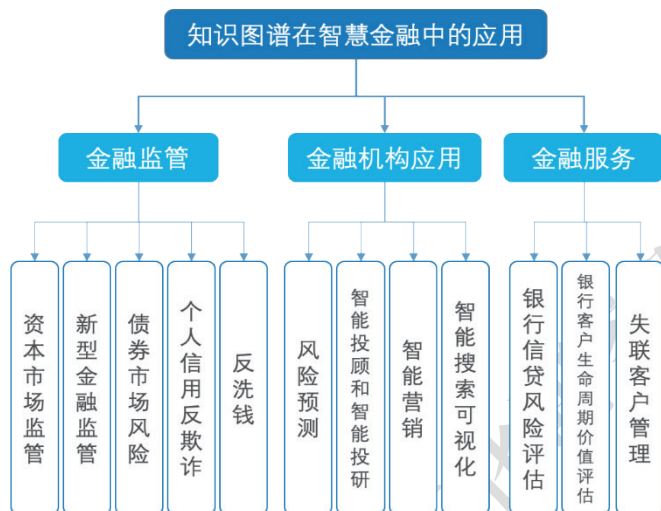 知识图谱在智慧金融中的应用
金融监管
金融机构应用
金融服务
资本市场监管
新型金融监管
债券市场风险
个人信用反欺诈
反洗钱
风险预测
智能投顾和智能投研
智能营销
智能搜索可视化
银行信贷风险评估
银行客户生命周期价值评估
失联客户管理